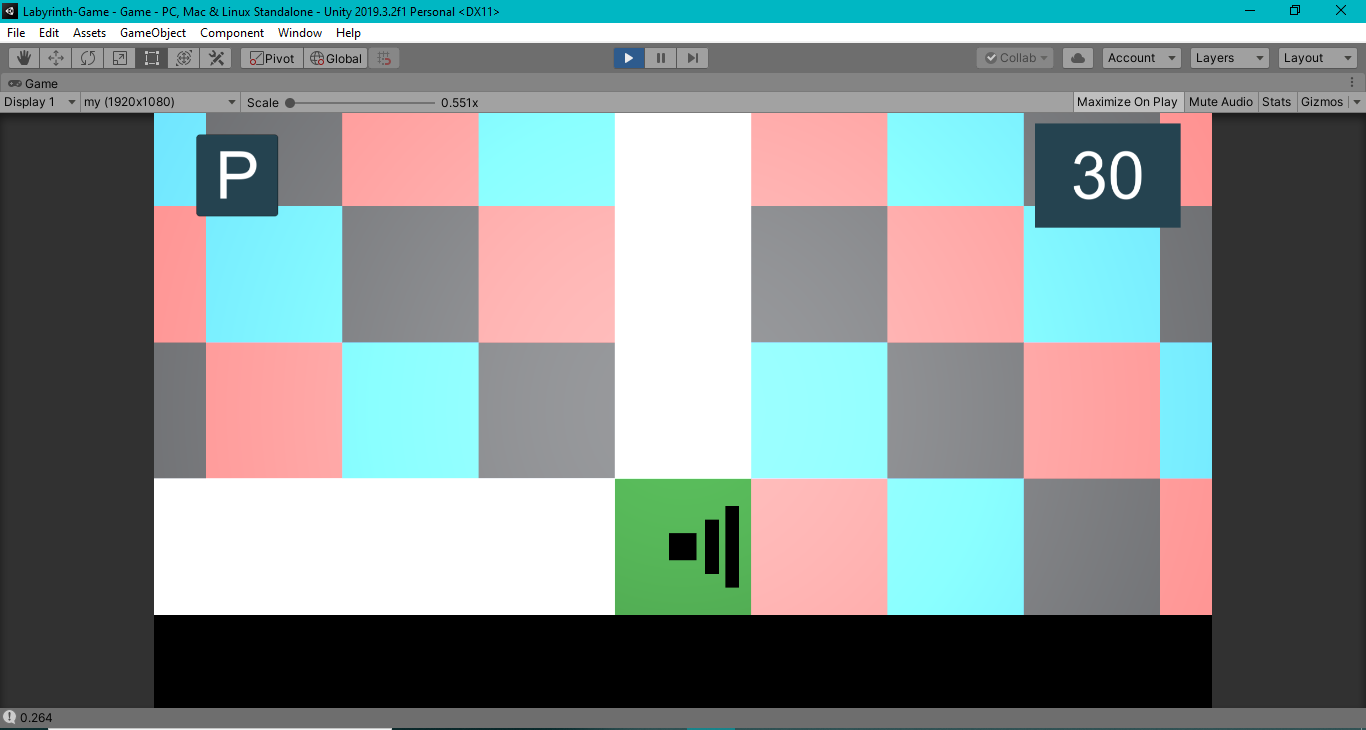 Labyrinth-Game - Game - PC, Mac & Linux Standalone - Unity 2019.3.2f1 Personal <DX11>
File Edit Assets GameObject Component Window Help
Pivot Global Collab Account Layers Layout
Game
Display 1 my (1920x1080) Scale 0.551x Maximize On Play Mute Audio Stats Gizmos
P 30
0.264